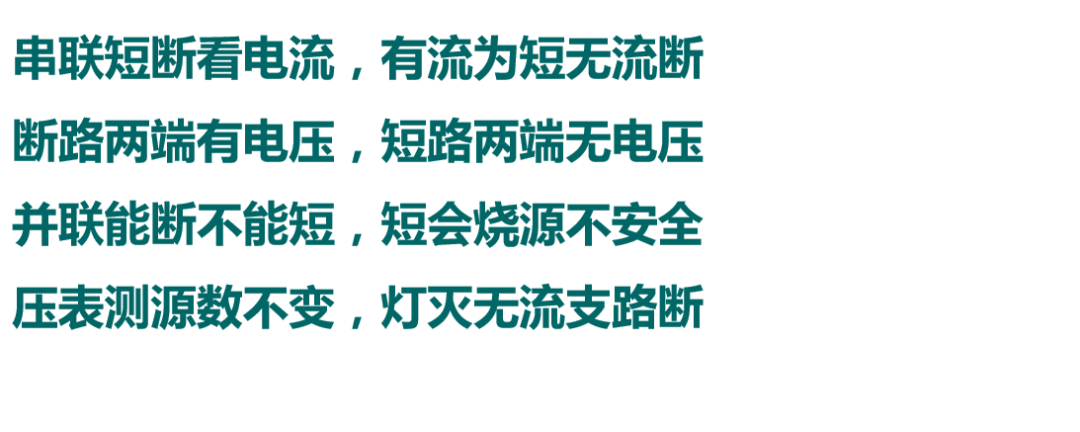 串联短断看电流，有流为短无流断
断路两端有电压，短路两端无电压
并联能断不能短，短会烧源不安全
压表测源数不变，灯灭无流支路断